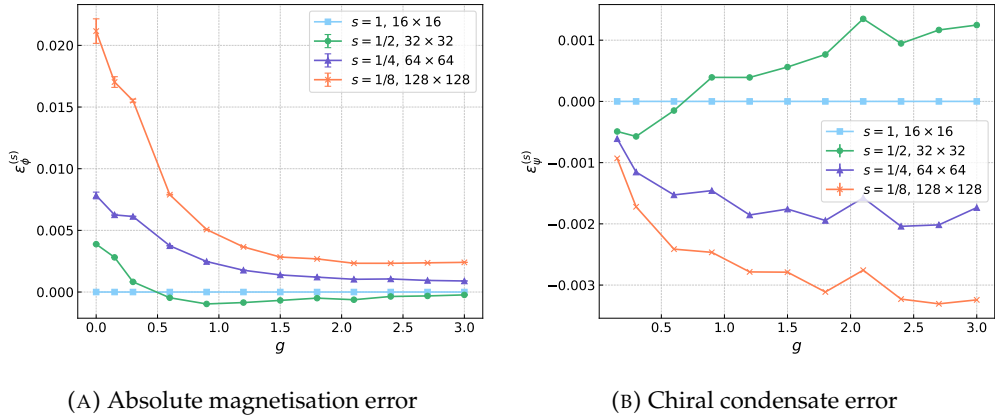 0.020
0.015
0.010
0.005
0.000
ε_ϕ^(s)
0.0 0.5 1.0 1.5 2.0 2.5 3.0
g
s = 1, 16 × 16
s = 1/2, 32 × 32
s = 1/4, 64 × 64
s = 1/8, 128 × 128
(A) Absolute magnetisation error
0.001
0.000
−0.001
−0.002
−0.003
ε_ψ^(s)
0.5 1.0 1.5 2.0 2.5 3.0
g
s = 1, 16 × 16
s = 1/2, 32 × 32
s = 1/4, 64 × 64
s = 1/8, 128 × 128
(B) Chiral condensate error